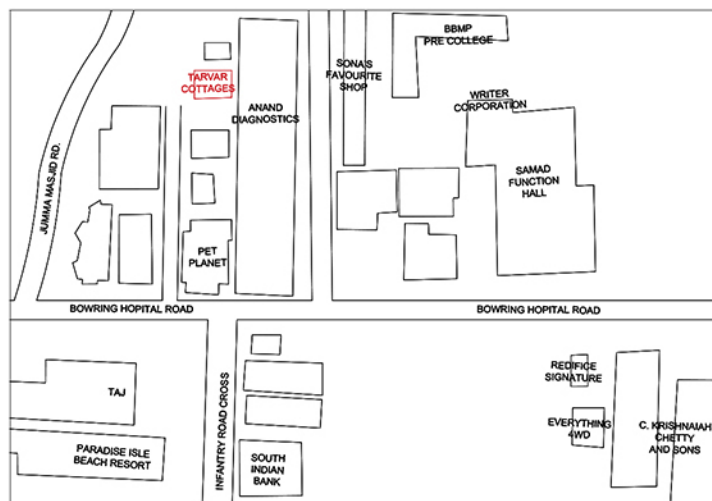 BBMP
PRE COLLEGE
SONA'S
FAVOURITE
SHOP
TARVAR
COTTAGES
WRITER
CORPORATION
ANAND
DIAGNOSTICS
JUMMA MASJID RD.
SAMAD
FUNCTION
HALL
PET
PLANET
BOWRING HOPITAL ROAD
BOWRING HOPITAL ROAD
REDIFICE
SIGNATURE
TAJ
INFANTRY ROAD CROSS
EVERYTHING
4WD
C. KRISHNAIAH
CHETTY
AND SONS
PARADISE ISLE
BEACH RESORT
SOUTH
INDIAN
BANK